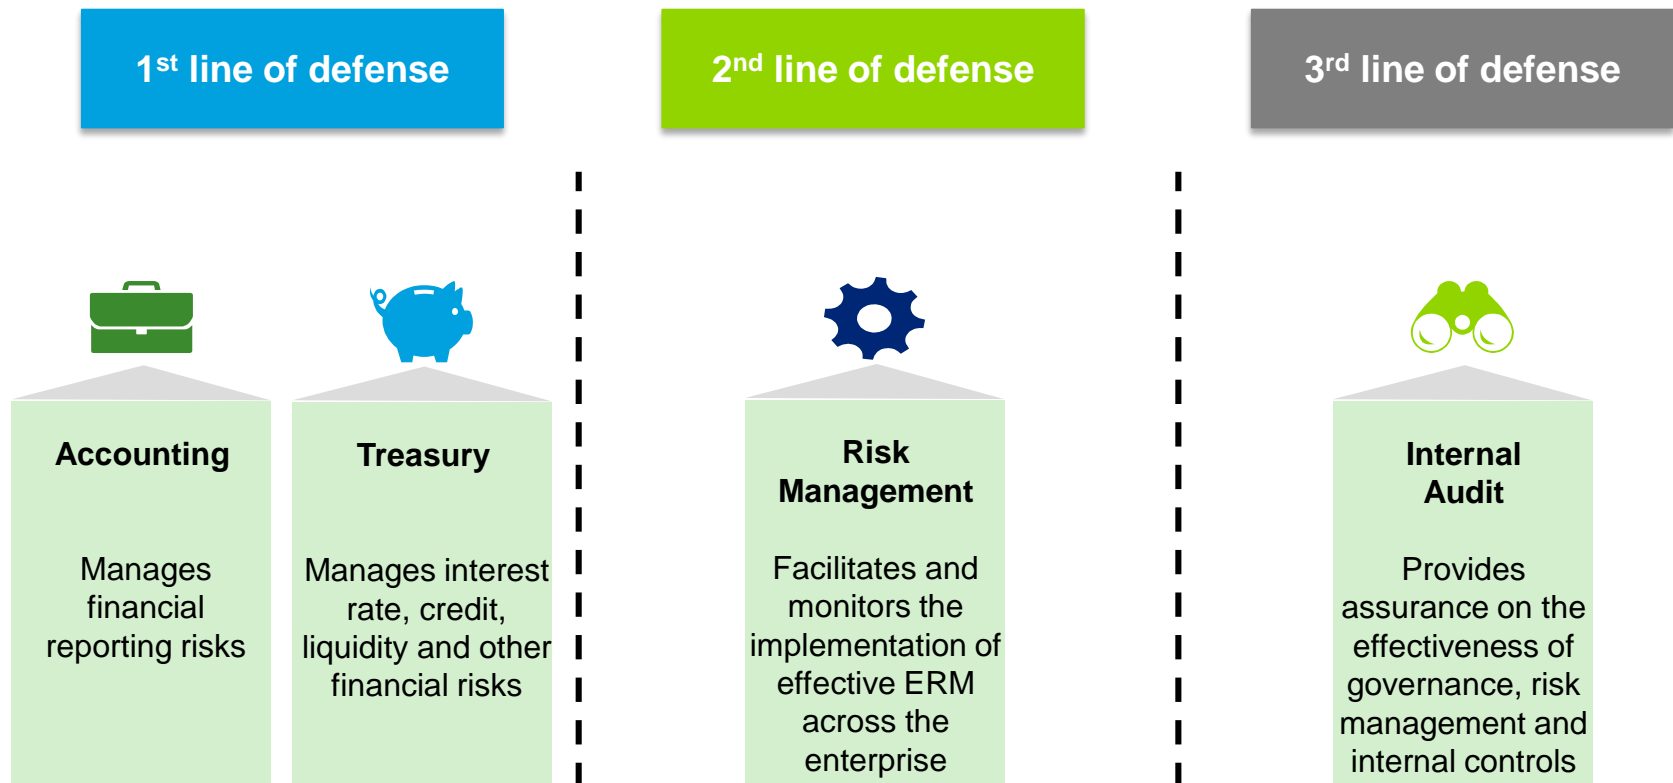 1st line of defense
2nd line of defense
3rd line of defense
Accounting
Manages
financial
reporting risks
Treasury
Manages interest
rate, credit,
liquidity and other
financial risks
Risk
Management
Facilitates and
monitors the
implementation of
effective ERM
across the
enterprise
Internal
Audit
Provides
assurance on the
effectiveness of
governance, risk
management and
internal controls